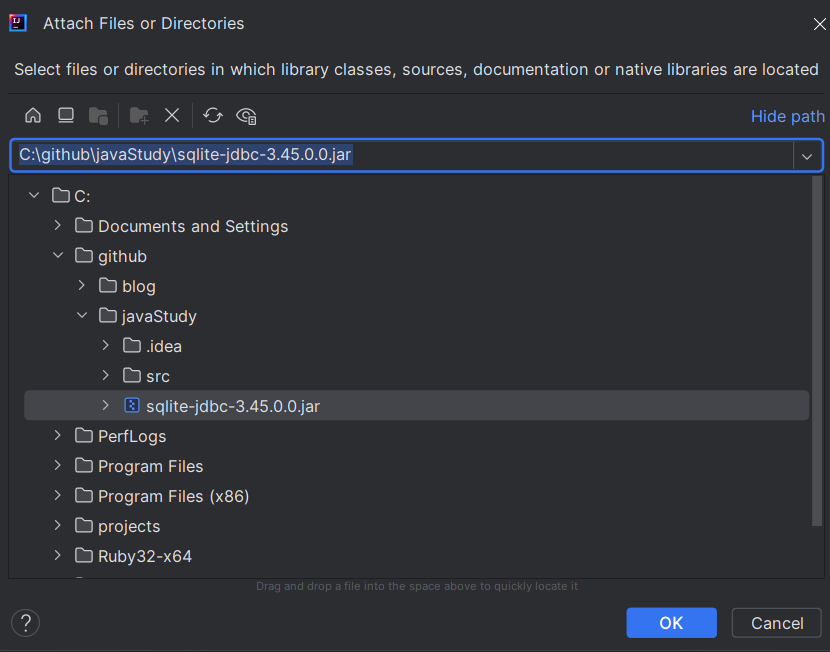 Attach Files or Directories
Select files or directories in which library classes, sources, documentation or native libraries are located
Hide path
C:\github\javaStudy\sqlite-jdbc-3.45.0.0.jar
C:
Documents and Settings
github
blog
javaStudy
.idea
src
sqlite-jdbc-3.45.0.0.jar
PerfLogs
Program Files
Program Files (x86)
projects
Ruby32-x64
Drag and drop a file into the space above to quickly locate it
? OK Cancel